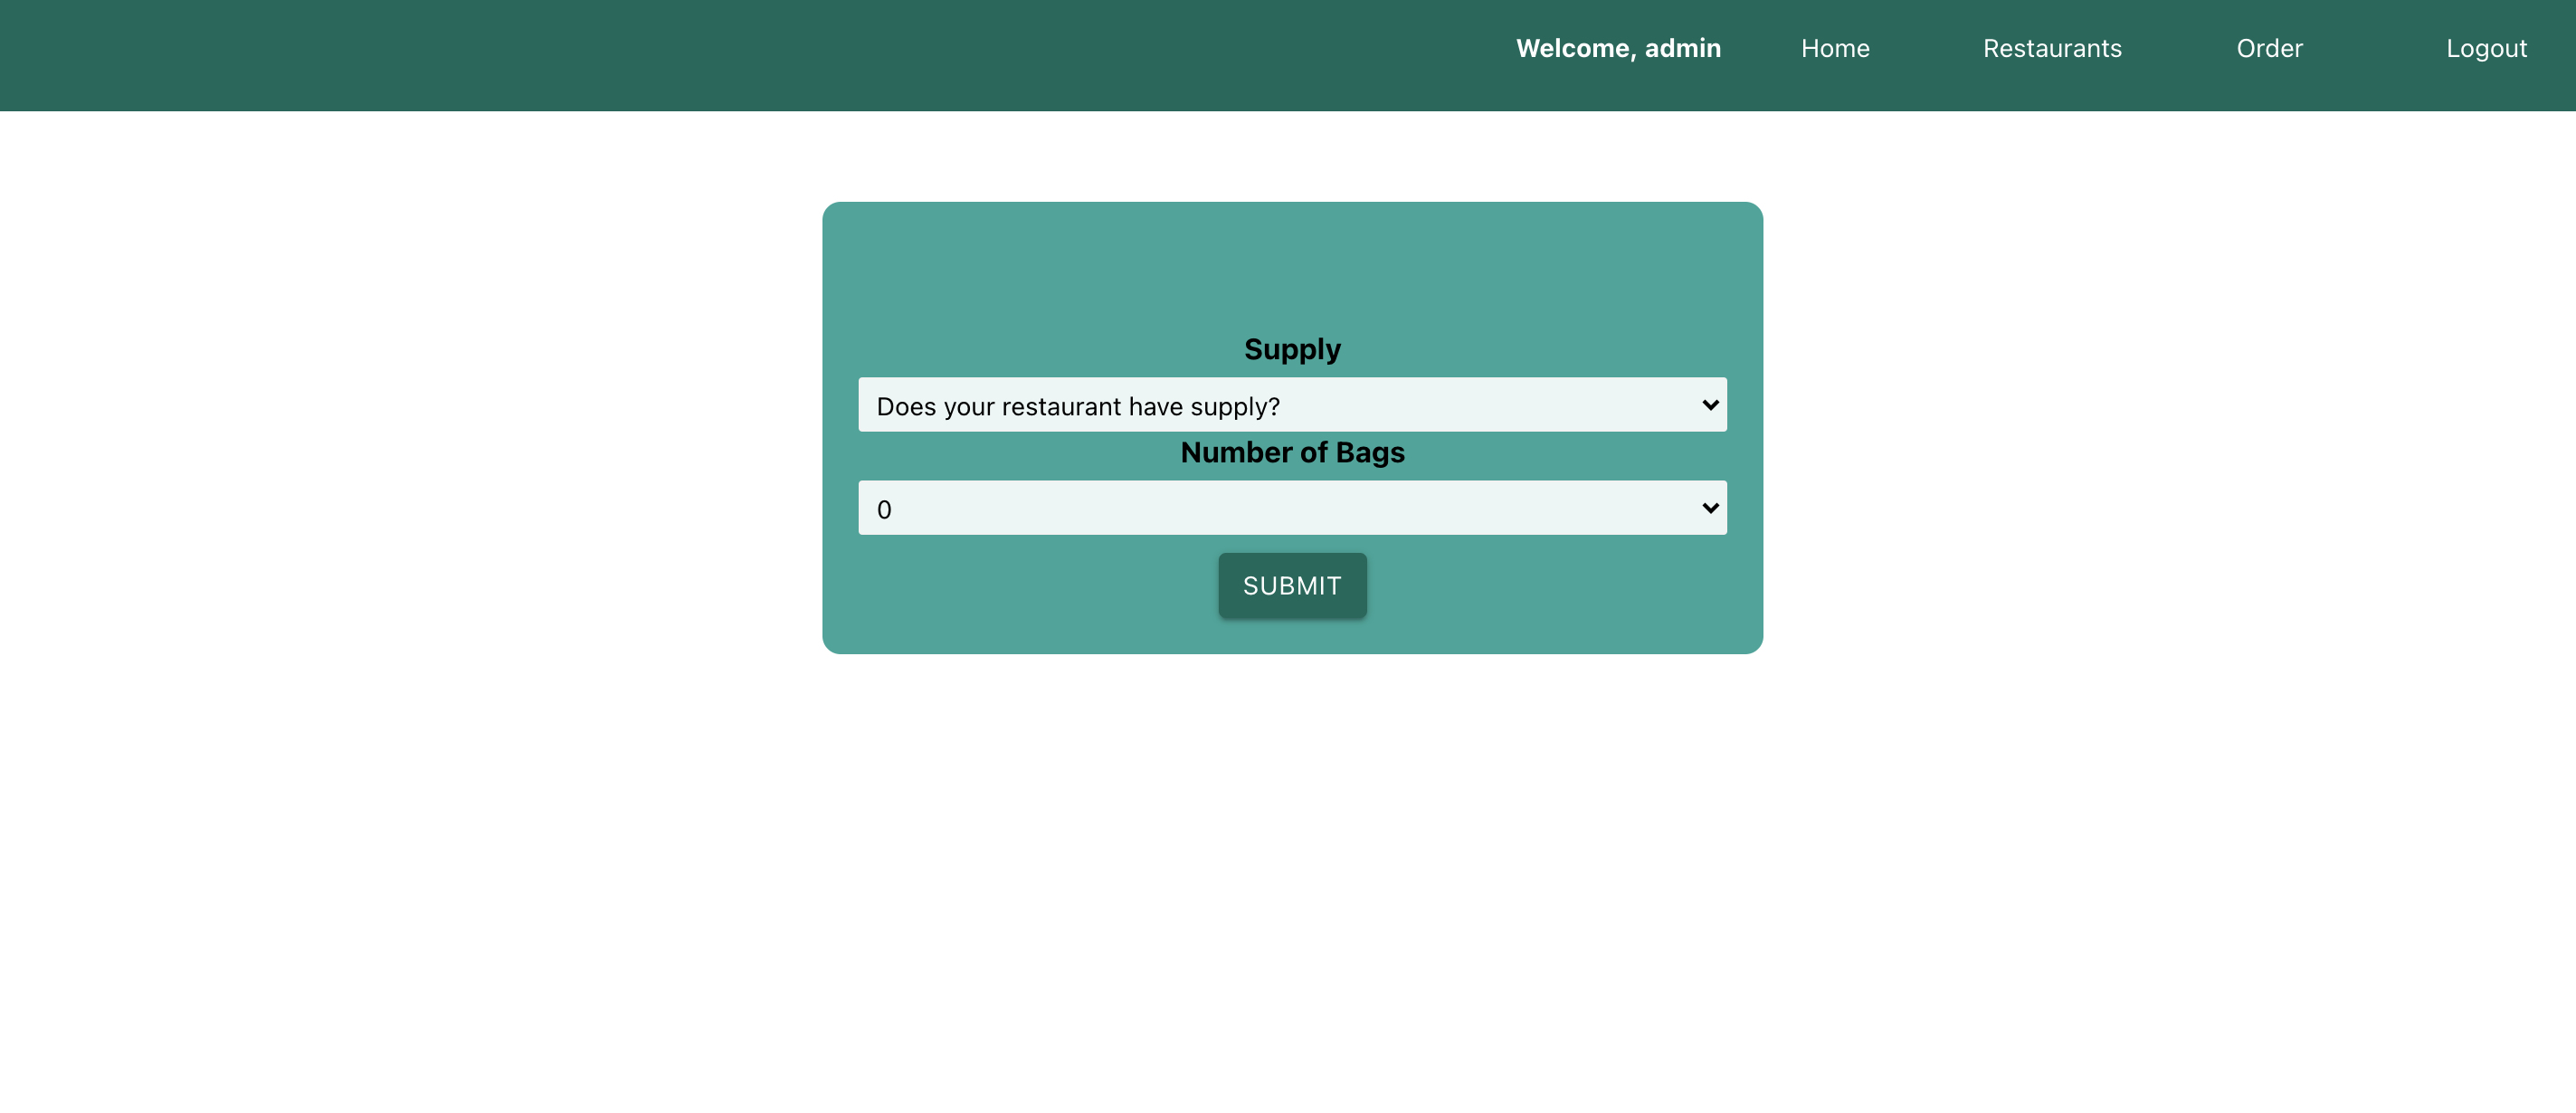 Welcome, admin Home Restaurants Order Logout
Supply
Does your restaurant have supply?
Number of Bags
0
SUBMIT